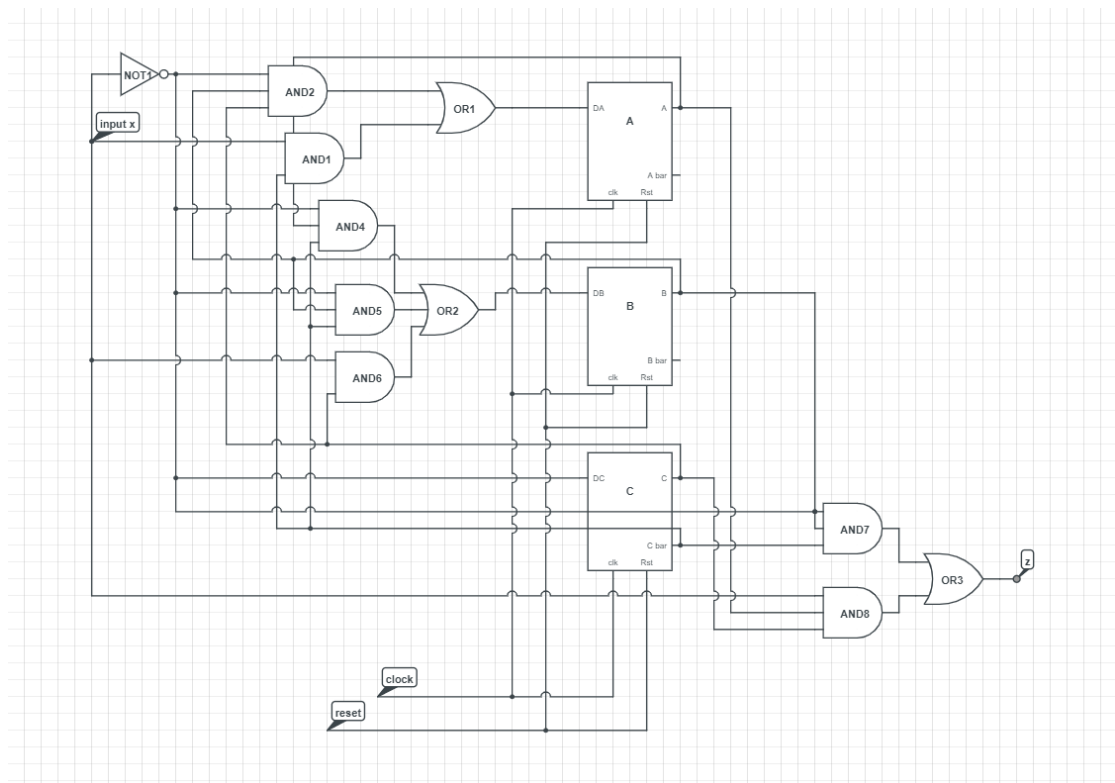 NOT1
AND2
OR1
DA
A
A
input x
AND1
A bar
clk
Rst
AND4
AND5
OR2
DB
B
B
AND6
B bar
clk
Rst
DC
C
C
AND7
C bar
clk
Rst
z
OR3
AND8
clock
reset